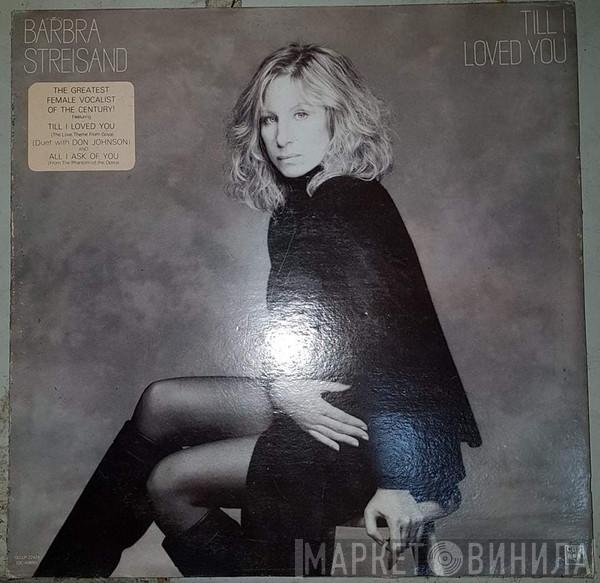 BARBRA
STREISAND
TILL I
LOVED YOU
THE GREATEST
FEMALE VOCALIST
OF THE CENTURY!
Featuring
TILL I LOVED YOU
(The Love Theme From Goya)
(Duet with DON JOHNSON)
AND
ALL I ASK OF YOU
(From The Phantom of the Opera)
МАРКЕТ ВИНИЛА